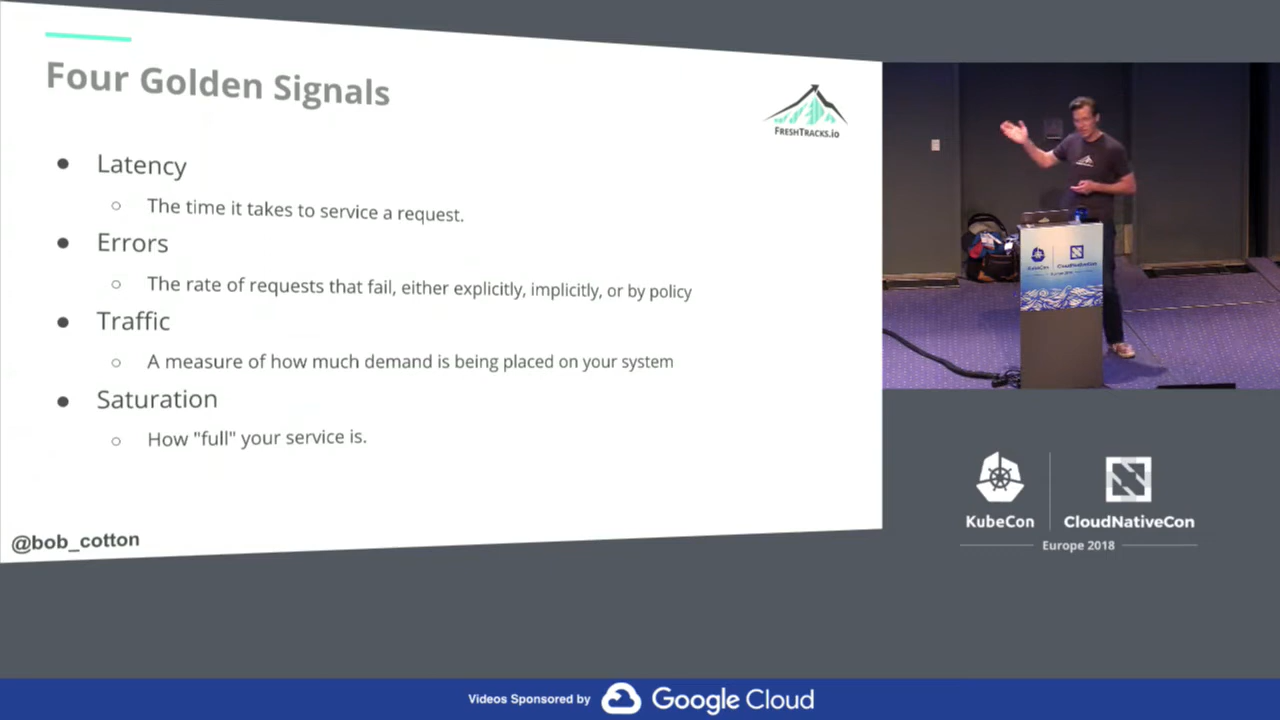 Four Golden Signals
FRESHTRACKS.io
● Latency
○ The time it takes to service a request.
● Errors
○ The rate of requests that fail, either explicitly, implicitly, or by policy
● Traffic
○ A measure of how much demand is being placed on your system
● Saturation
○ How "full" your service is.
@bob_cotton
KubeCon CloudNativeCon
KubeCon CloudNativeCon
Europe 2018
Videos Sponsored by Google Cloud